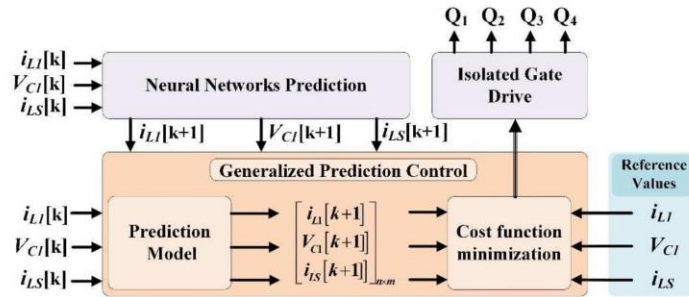 Q1 Q2 Q3 Q4
iL1[k]
VC1[k]
iLS[k]
Neural Networks Prediction
Isolated Gate
Drive
iL1[k+1] VC1[k+1] iLS[k+1]
Generalized Prediction Control
Reference
Values
iL1[k]
VC1[k]
iLS[k]
Prediction
Model
iL1[k+1]
VC1[k+1]
iLS[k+1] n×m
Cost function
minimization
iL1
VC1
iLS